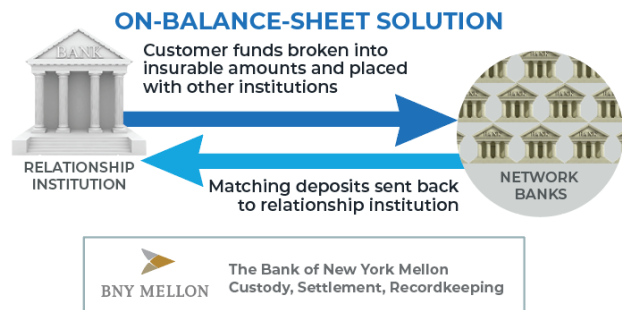 ON-BALANCE-SHEET SOLUTION
Customer funds broken into
insurable amounts and placed
with other institutions
BANK
RELATIONSHIP
INSTITUTION
NETWORK
BANKS
Matching deposits sent back
to relationship institution
BNY MELLON
The Bank of New York Mellon
Custody, Settlement, Recordkeeping